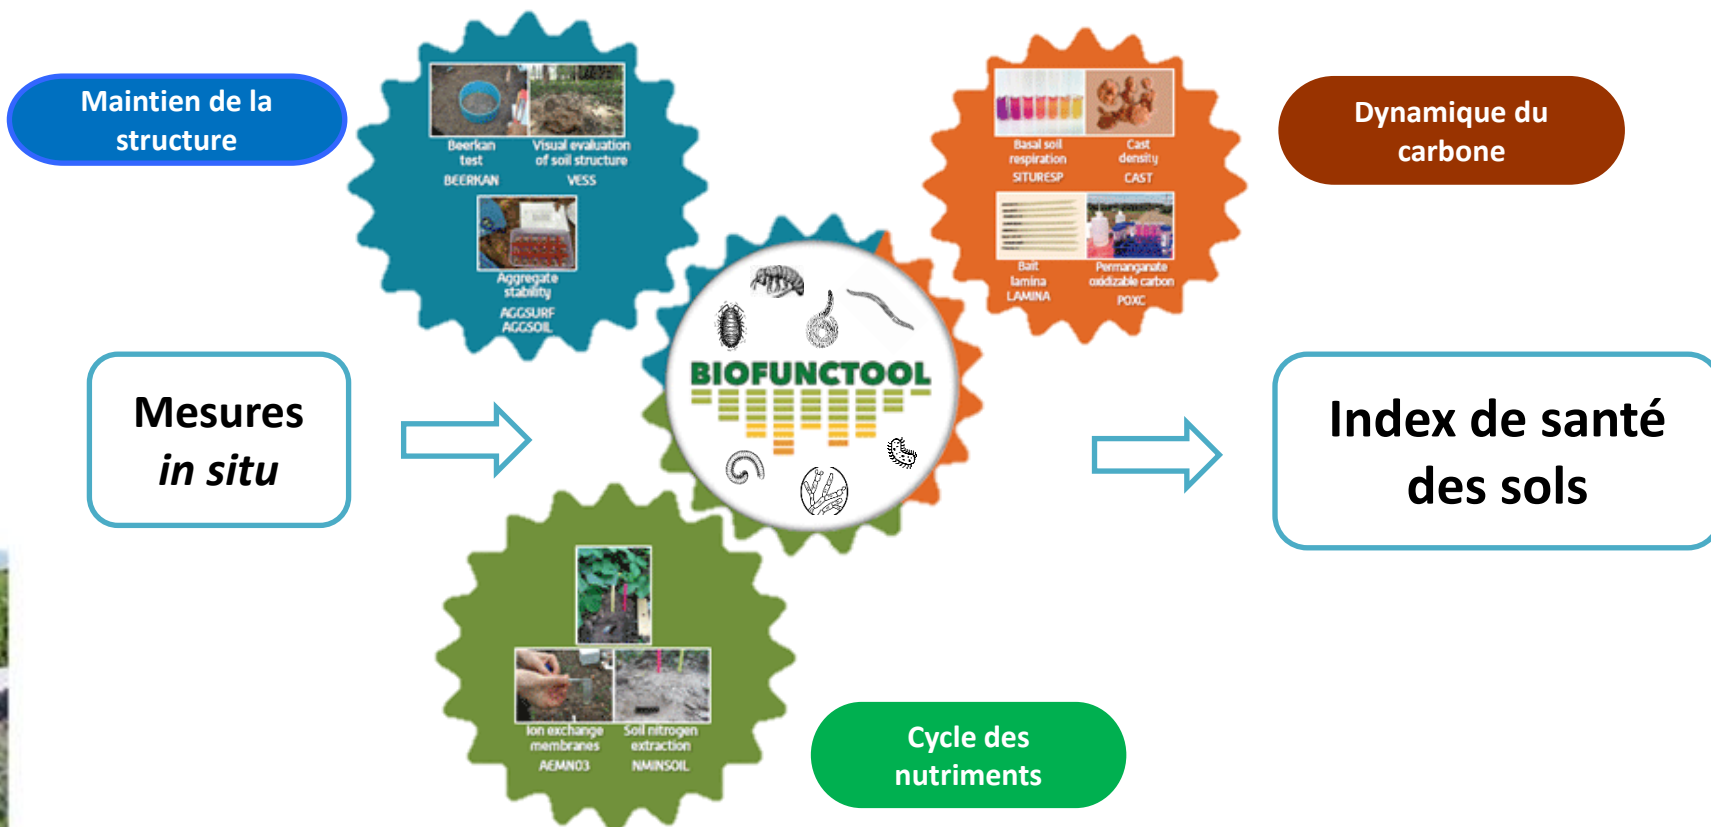 Maintien de la
structure
Beerkan
test
BEERKAN
Visual evaluation
of soil structure
VESS
Aggregate
stability
AGGSURF
AGGSOIL
Basal soil
respiration
SITURESP
Cast
density
CAST
Bait
lamina
LAMINA
Permanganate
oxidizable carbon
POXC
Dynamique du
carbone
Mesures
in situ
BIOFUNCTOOL
Index de santé
des sols
Ion exchange
membranes
AEMNO3
Soil nitrogen
extraction
NMINSOIL
Cycle des
nutriments